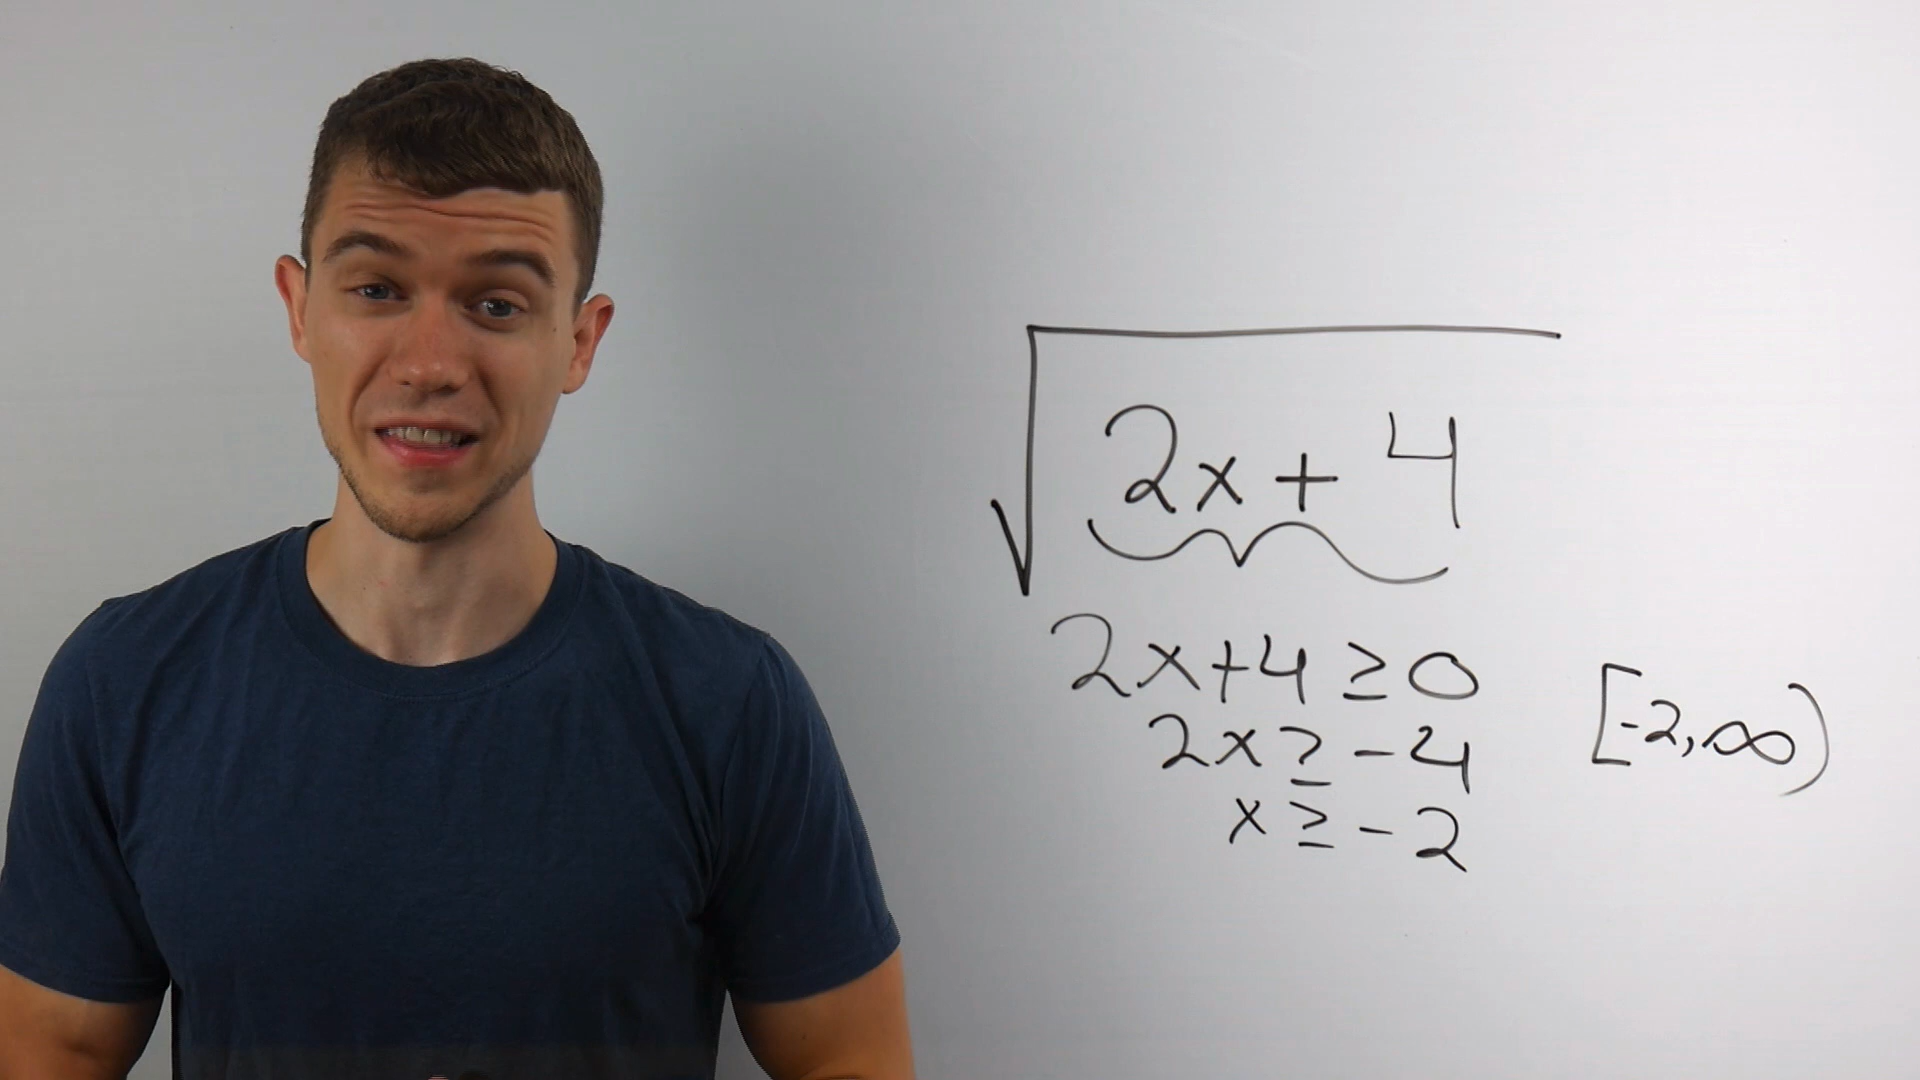 √2x + 4
2x+4 ≥ 0
2x ≥ -4
x ≥ -2
[-2, ∞)